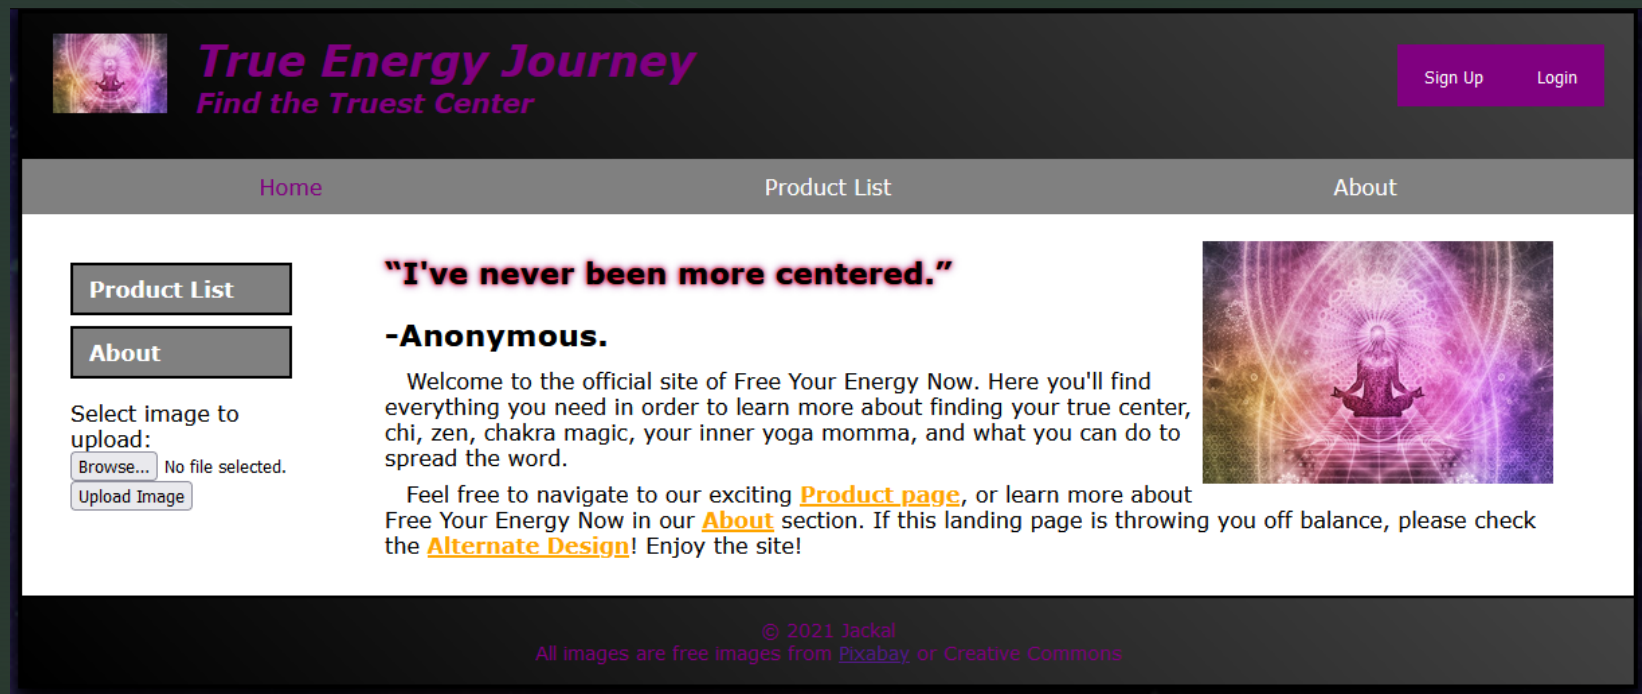 True Energy Journey
Find the Truest Center
Sign Up Login
Home Product List About
Product List
About
Select image to
upload:
Browse... No file selected.
Upload Image
“I've never been more centered.”
-Anonymous.
Welcome to the official site of Free Your Energy Now. Here you'll find
everything you need in order to learn more about finding your true center,
chi, zen, chakra magic, your inner yoga momma, and what you can do to
spread the word.
Feel free to navigate to our exciting Product page, or learn more about
Free Your Energy Now in our About section. If this landing page is throwing you off balance, please check
the Alternate Design! Enjoy the site!
© 2021 Jackal
All images are free images from Pixabay or Creative Commons